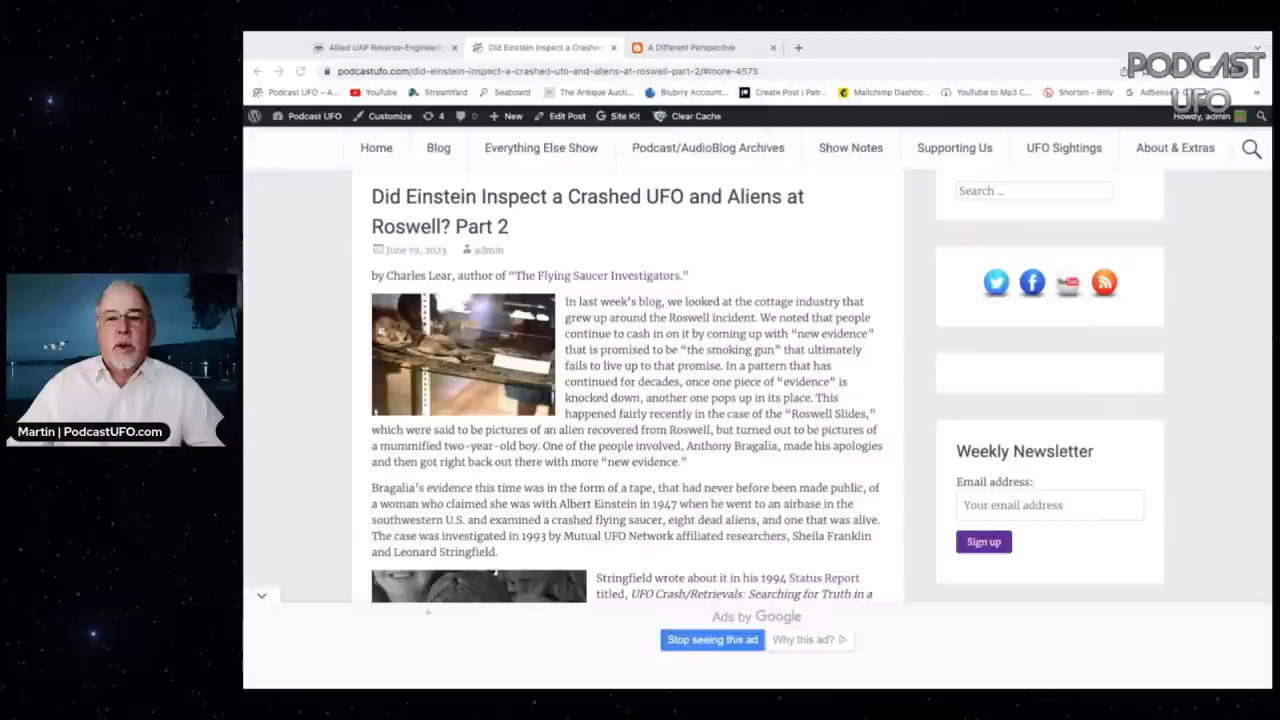 Allied UAP Reverse-Engineeri
Did Einstein Inspect a Crashed
A Different Perspective
PODCAST
UFO
podcastufo.com/did-einstein-inspect-a-crashed-ufo-and-aliens-at-roswell-part-2/#more-4575
Podcast UFO – A...
YouTube
StreamYard
Seaboard
The Antique Aucti...
Blubrry Account...
Create Post | Patr...
Mailchimp Dashbo...
YouTube to Mp3 C...
Shorten - Bitly
AdSense
Podcast UFO
Customize
4
0
New
Edit Post
Site Kit
Clear Cache
Howdy, admin
Home
Blog
Everything Else Show
Podcast/AudioBlog Archives
Show Notes
Supporting Us
UFO Sightings
About & Extras
Did Einstein Inspect a Crashed UFO and Aliens at
Roswell? Part 2
June 19, 2023
admin
by Charles Lear, author of “The Flying Saucer Investigators.”
In last week’s blog, we looked at the cottage industry that
grew up around the Roswell incident. We noted that people
continue to cash in on it by coming up with “new evidence”
that is promised to be “the smoking gun” that ultimately
fails to live up to that promise. In a pattern that has
continued for decades, once one piece of “evidence” is
knocked down, another one pops up in its place. This
happened fairly recently in the case of the “Roswell Slides,”
which were said to be pictures of an alien recovered from Roswell, but turned out to be pictures of
a mummified two-year-old boy. One of the people involved, Anthony Bragalia, made his apologies
and then got right back out there with more “new evidence.”
Bragalia’s evidence this time was in the form of a tape, that had never before been made public, of
a woman who claimed she was with Albert Einstein in 1947 when he went to an airbase in the
southwestern U.S. and examined a crashed flying saucer, eight dead aliens, and one that was alive.
The case was investigated in 1993 by Mutual UFO Network affiliated researchers, Sheila Franklin
and Leonard Stringfield.
Stringfield wrote about it in his 1994 Status Report
titled, UFO Crash/Retrievals: Searching for Truth in a
Search …
You Tube
Weekly Newsletter
Email address:
Your email address
Sign up
Martin | PodcastUFO.com
Ads by Google
Stop seeing this ad
Why this ad?